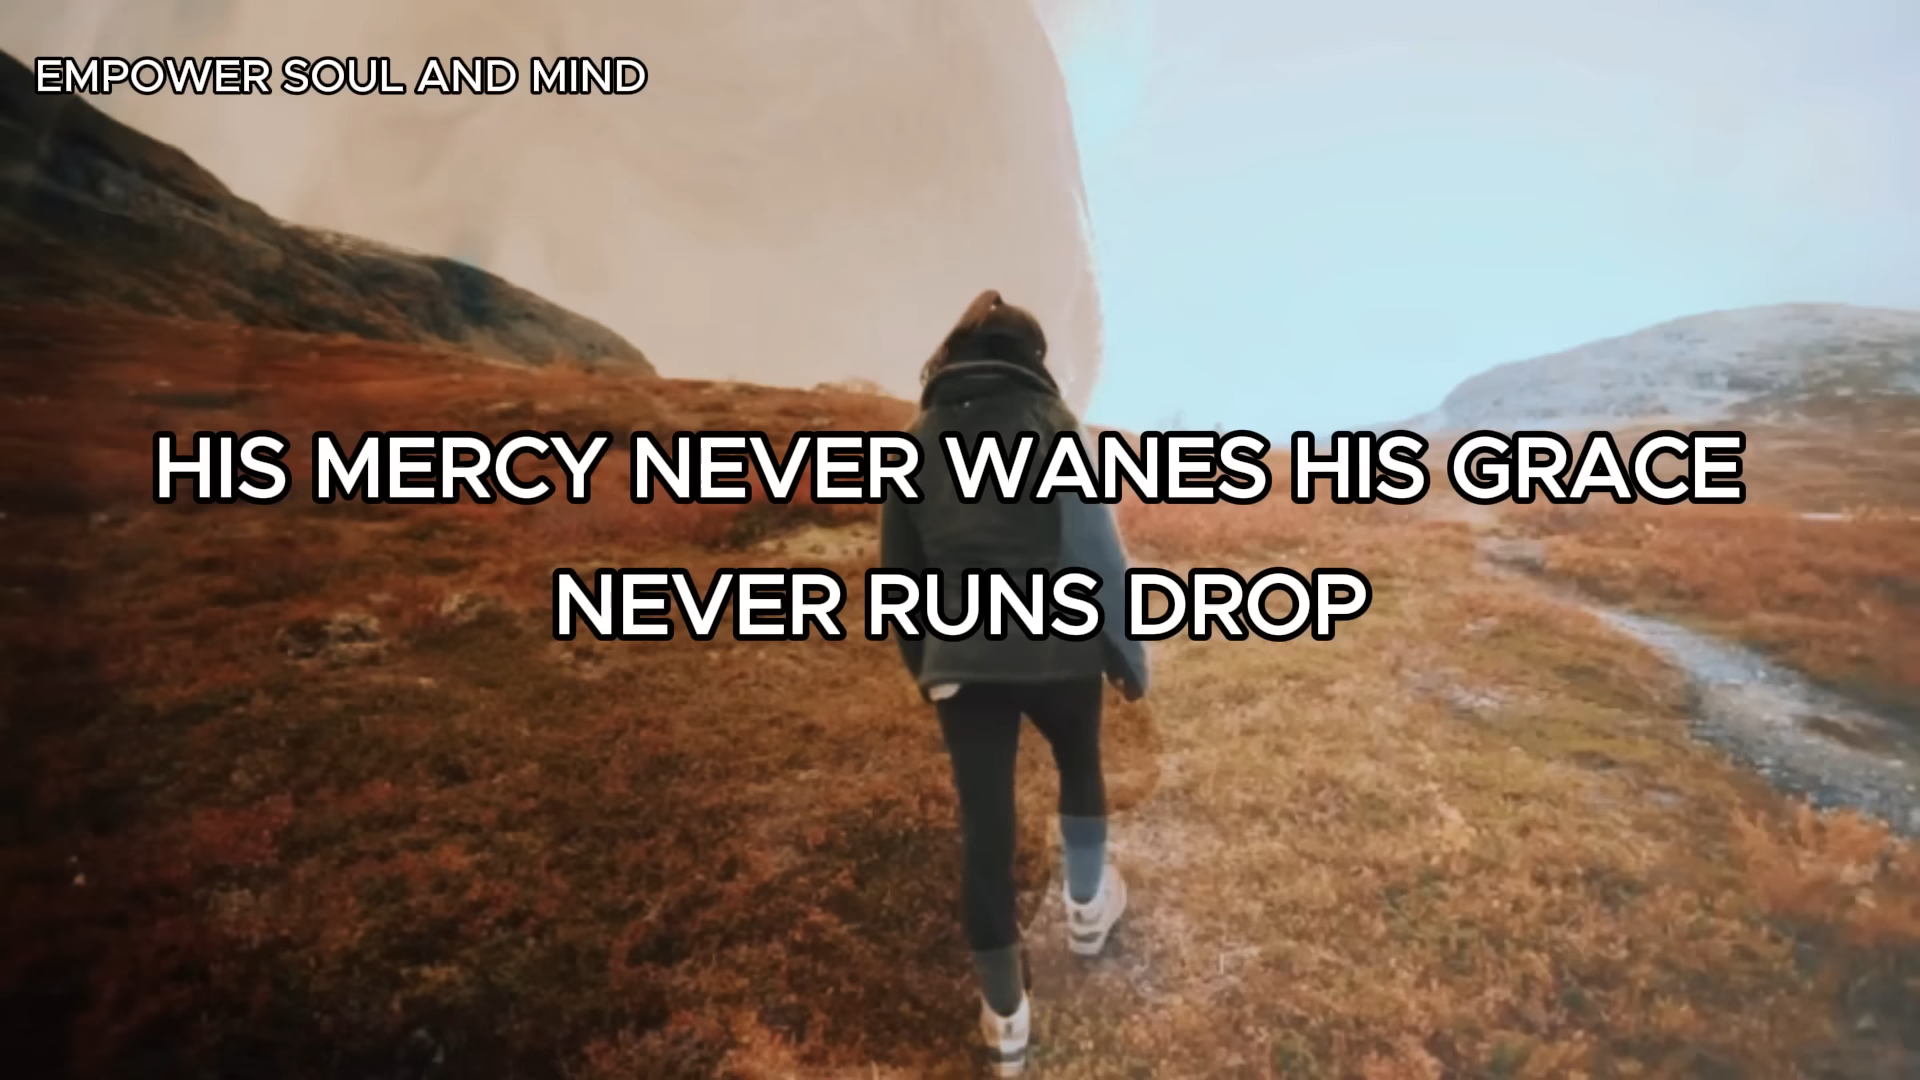 EMPOWER SOUL AND MIND
HIS MERCY NEVER WANES HIS GRACE
NEVER RUNS DROP